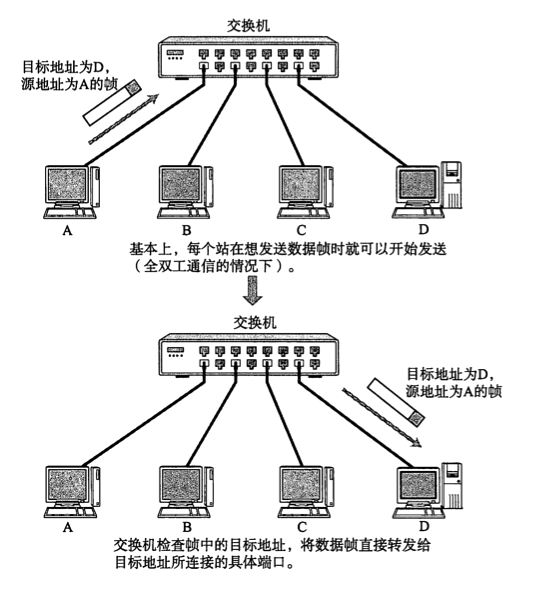 交换机
目标地址为D，
源地址为A的帧
A
B
C
D
基本上，每个站在想发送数据帧时就可以开始发送
（全双工通信的情况下）。
交换机
目标地址为D，
源地址为A的帧
A
B
C
D
交换机检查帧中的目标地址，将数据帧直接转发给
目标地址所连接的具体端口。